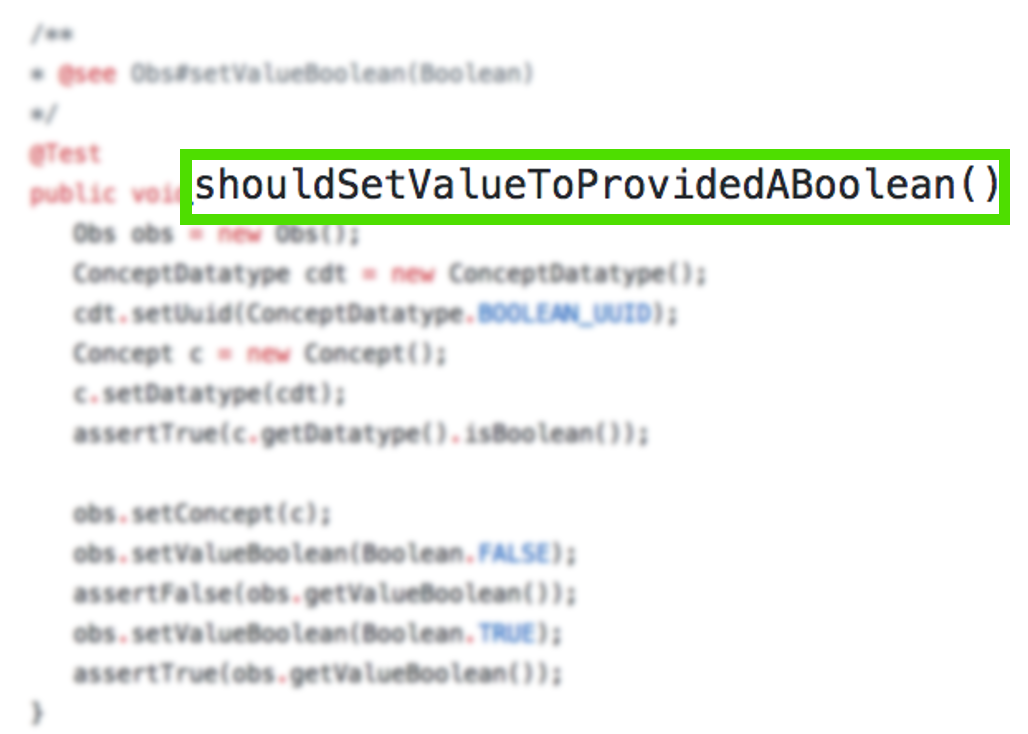 /**
* @see Obs#setValueBoolean(Boolean)
*/
@Test
public void shouldSetValueToProvidedABoolean()
Obs obs = new Obs();
ConceptDatatype cdt = new ConceptDatatype();
cdt.setUuid(ConceptDatatype.BOOLEAN_UUID);
Concept c = new Concept();
c.setDatatype(cdt);
assertTrue(c.getDatatype().isBoolean());
obs.setConcept(c);
obs.setValueBoolean(Boolean.FALSE);
assertFalse(obs.getValueBoolean());
obs.setValueBoolean(Boolean.TRUE);
assertTrue(obs.getValueBoolean());
}